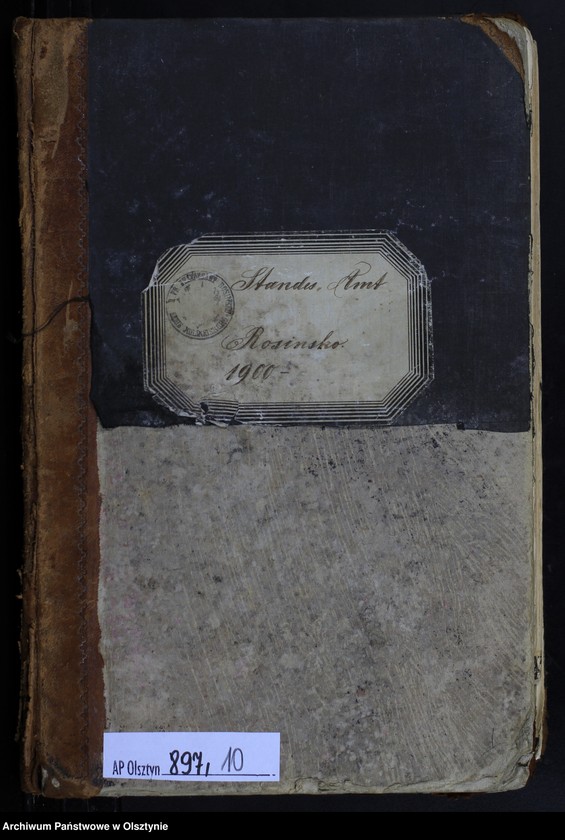 Standes, Amt
Rosinsko.
1900 -
AP Olsztyn 897, 10
Archiwum Państwowe w Olsztynie